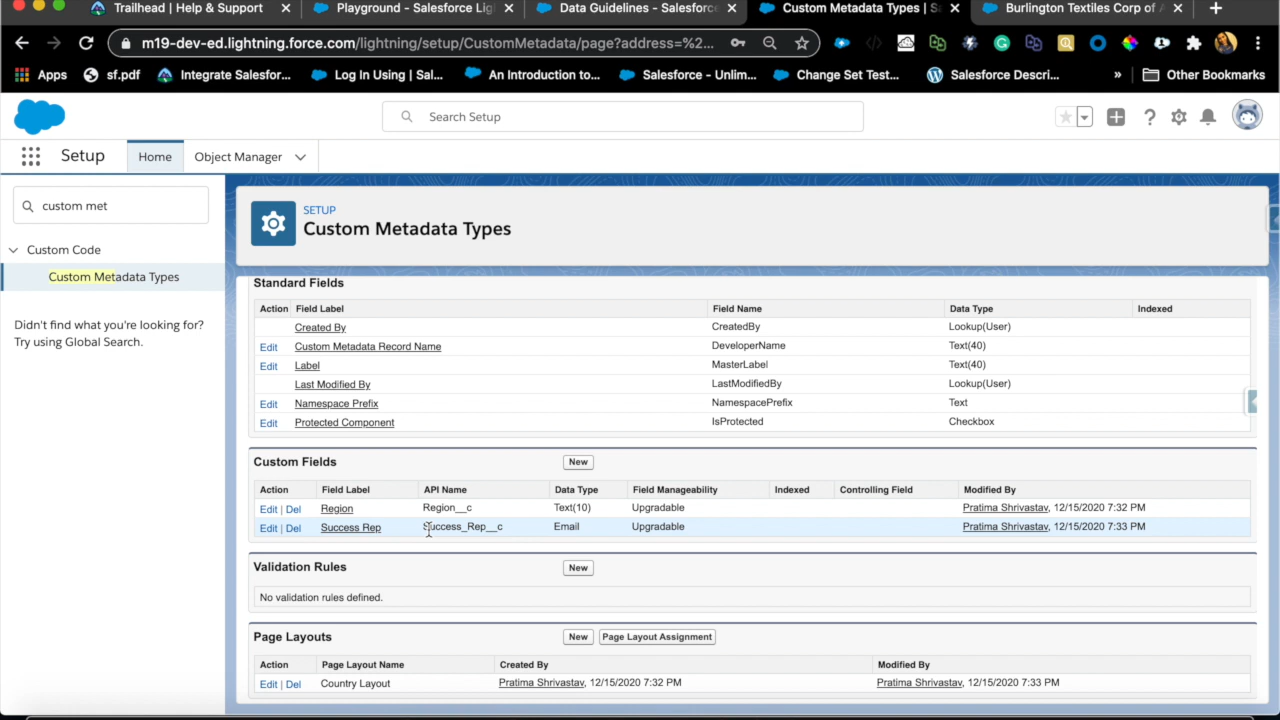 Trailhead | Help & Support
Playground - Salesforce Lig
Data Guidelines - Salesforce
Custom Metadata Types | Sa
Burlington Textiles Corp of A
m19-dev-ed.lightning.force.com/lightning/setup/CustomMetadata/page?address=%2...
Apps
sf.pdf
Integrate Salesfor...
Log In Using | Sal...
An Introduction to...
Salesforce - Unlim...
Change Set Test...
Salesforce Descri...
»
Other Bookmarks
Search Setup
Setup
Home
Object Manager
custom met
Custom Code
Custom Metadata Types
Didn't find what you're looking for?
Try using Global Search.
SETUP
Custom Metadata Types
Standard Fields
Action Field Label Field Name Data Type Indexed
Created By CreatedBy Lookup(User)
Edit Custom Metadata Record Name DeveloperName Text(40)
Edit Label MasterLabel Text(40)
Last Modified By LastModifiedBy Lookup(User)
Edit Namespace Prefix NamespacePrefix Text
Edit Protected Component IsProtected Checkbox
Custom Fields New
Action Field Label API Name Data Type Field Manageability Indexed Controlling Field Modified By
Edit | Del Region Region__c Text(10) Upgradable Pratima Shrivastav, 12/15/2020 7:32 PM
Edit | Del Success Rep Success_Rep__c Email Upgradable Pratima Shrivastav, 12/15/2020 7:33 PM
Validation Rules New
No validation rules defined.
Page Layouts New Page Layout Assignment
Action Page Layout Name Created By Modified By
Edit | Del Country Layout Pratima Shrivastav, 12/15/2020 7:32 PM Pratima Shrivastav, 12/15/2020 7:33 PM